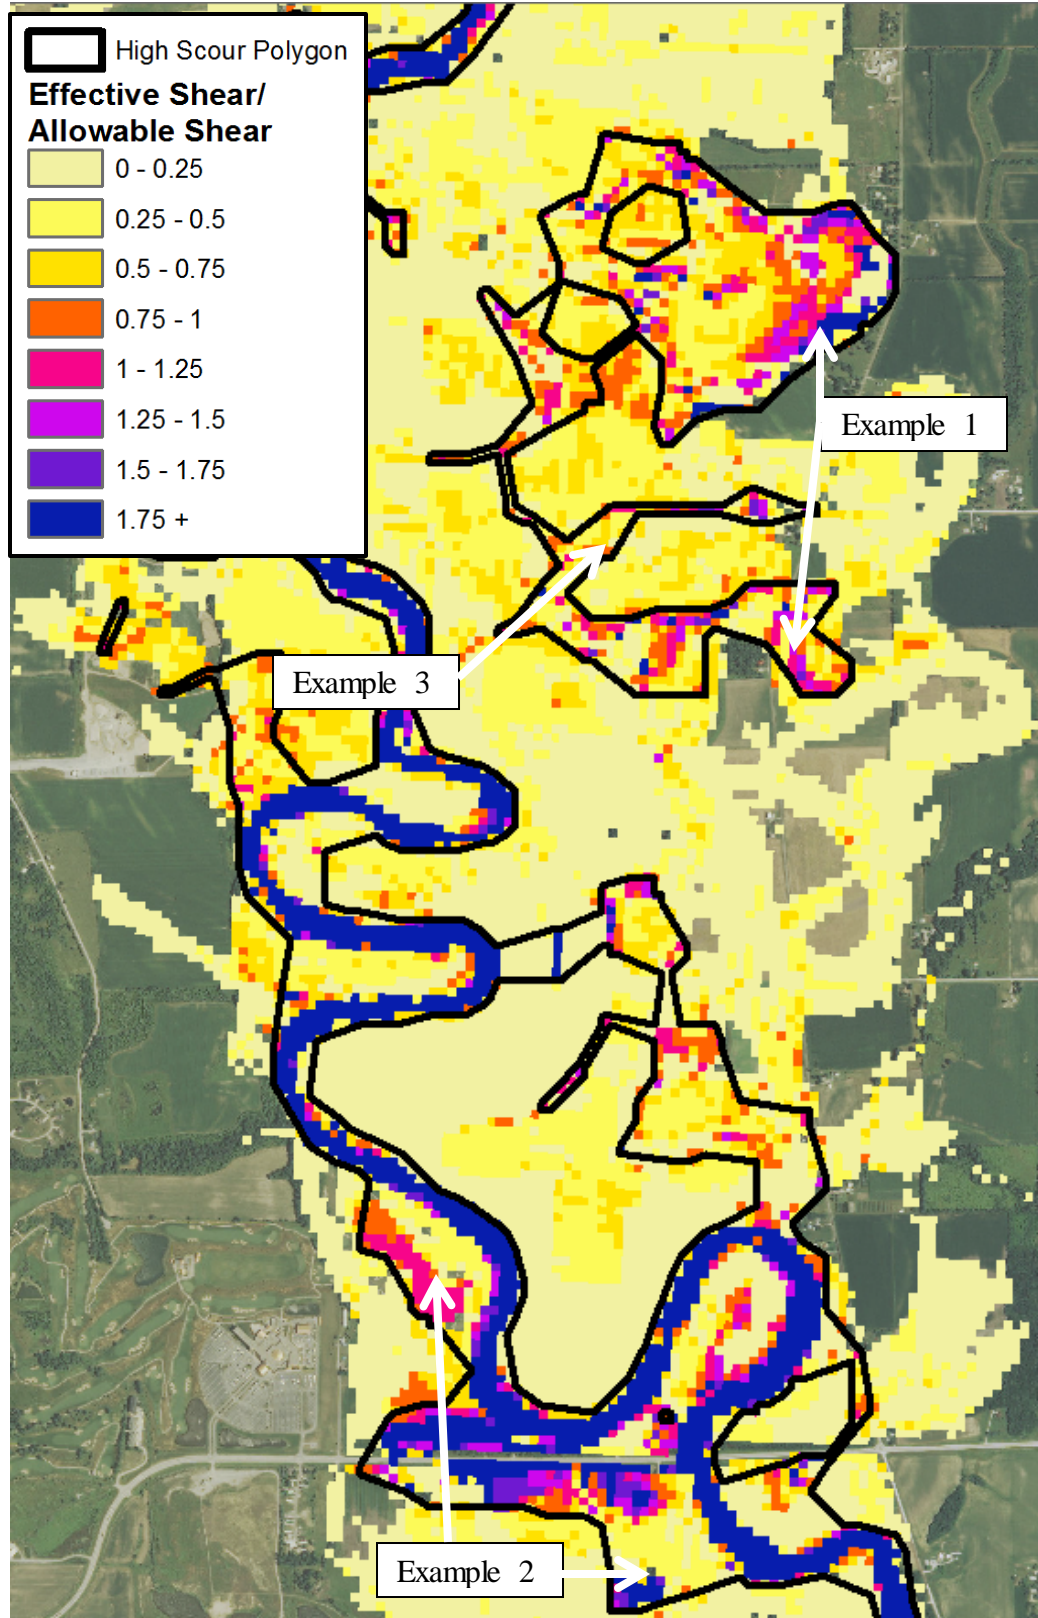 High Scour Polygon
Effective Shear/
Allowable Shear
0 - 0.25
0.25 - 0.5
0.5 - 0.75
0.75 - 1
1 - 1.25
1.25 - 1.5
1.5 - 1.75
1.75 +
Example 1
Example 3
Example 2